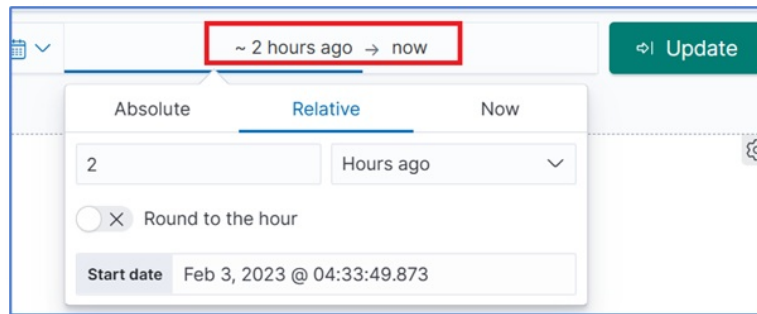 ~ 2 hours ago → now
Update
Absolute Relative Now
2 Hours ago
Round to the hour
Start date Feb 3, 2023 @ 04:33:49.873